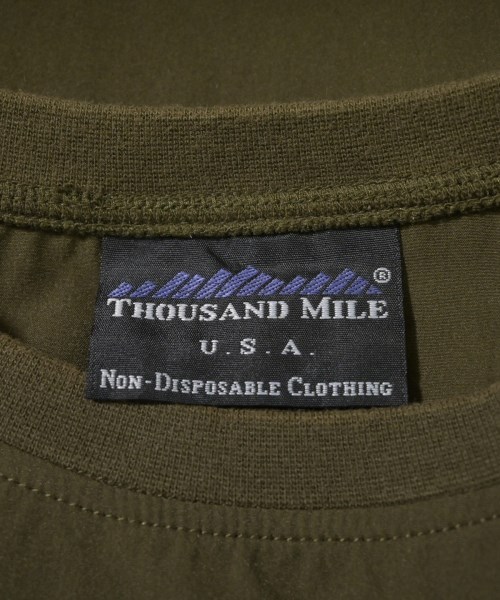 ®
THOUSAND MILE
U.S.A.
NON-DISPOSABLE CLOTHING